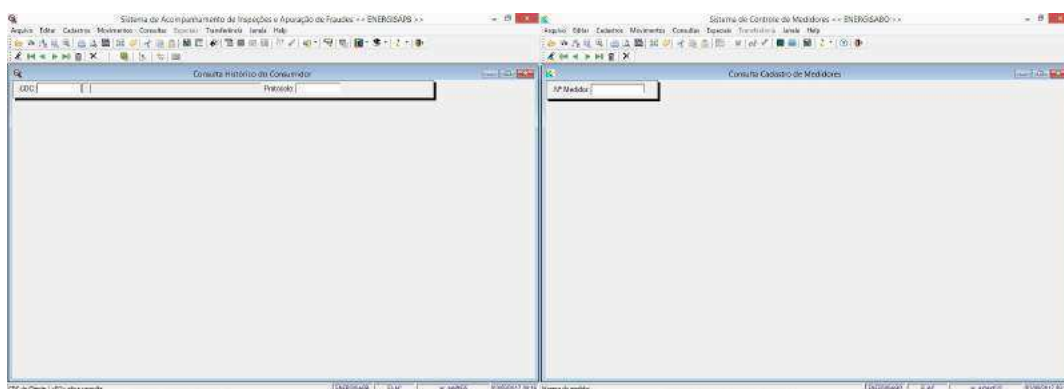 Sistema de Acompanhamento de Inspeções e Apuração de Fraudes << ENERGISAPB >>
Arquivo Editar Cadastros Movimentos Consultas Especiais Transferência Janela Help
Consulta Histórico do Consumidor
CDC
Protocolo
Sistema de Controle de Medidores << ENERGISABO >>
Arquivo Editar Cadastros Movimentos Consultas Especiais Transferência Janela Help
Consulta Cadastro de Medidores
Nº Medidor